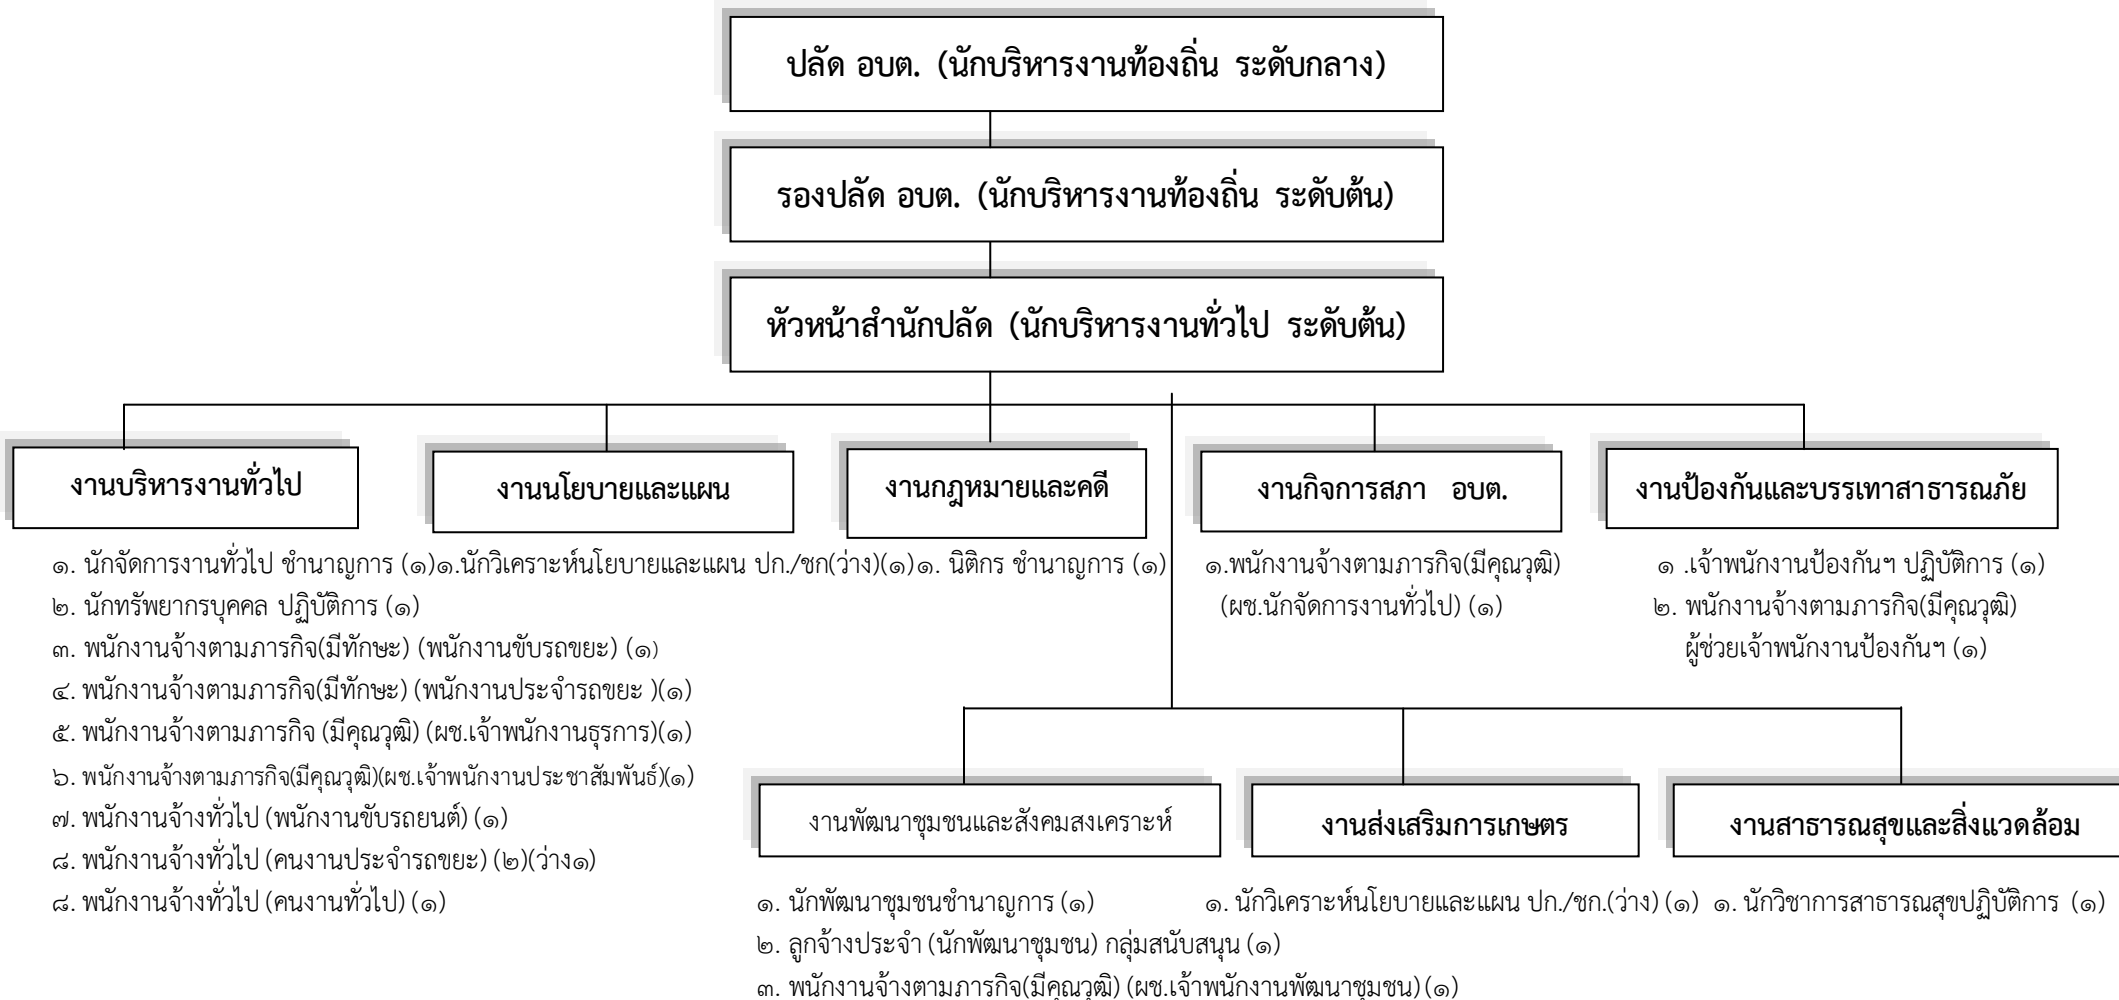 ปลัด อบต. (นักบริหารงานท้องถิ่น ระดับกลาง)
รองปลัด อบต. (นักบริหารงานท้องถิ่น ระดับต้น)
หัวหน้าสำนักปลัด (นักบริหารงานทั่วไป ระดับต้น)
งานบริหารงานทั่วไป
งานนโยบายและแผน
งานกฎหมายและคดี
งานกิจการสภา อบต.
งานป้องกันและบรรเทาสาธารณภัย
๑. นักจัดการงานทั่วไป ชำนาญการ (๑)
๒. นักทรัพยากรบุคคล ปฏิบัติการ (๑)
๓. พนักงานจ้างตามภารกิจ(มีทักษะ) (พนักงานขับรถขยะ) (๑)
๔. พนักงานจ้างตามภารกิจ(มีทักษะ) (พนักงานประจำรถขยะ )(๑)
๕. พนักงานจ้างตามภารกิจ (มีคุณวุฒิ) (ผช.เจ้าพนักงานธุรการ)(๑)
๖. พนักงานจ้างตามภารกิจ(มีคุณวุฒิ)(ผช.เจ้าพนักงานประชาสัมพันธ์)(๑)
๗. พนักงานจ้างทั่วไป (พนักงานขับรถยนต์) (๑)
๘. พนักงานจ้างทั่วไป (คนงานประจำรถขยะ) (๒)(ว่าง๑)
๘. พนักงานจ้างทั่วไป (คนงานทั่วไป) (๑)
๑.นักวิเคราะห์นโยบายและแผน ปก./ชก(ว่าง)(๑)
๑. นิติกร ชำนาญการ (๑)
๑.พนักงานจ้างตามภารกิจ(มีคุณวุฒิ)
(ผช.นักจัดการงานทั่วไป) (๑)
๑ .เจ้าพนักงานป้องกันฯ ปฏิบัติการ (๑)
๒. พนักงานจ้างตามภารกิจ(มีคุณวุฒิ)
ผู้ช่วยเจ้าพนักงานป้องกันฯ (๑)
งานพัฒนาชุมชนและสังคมสงเคราะห์
งานส่งเสริมการเกษตร
งานสาธารณสุขและสิ่งแวดล้อม
๑. นักพัฒนาชุมชนชำนาญการ (๑)
๒. ลูกจ้างประจำ (นักพัฒนาชุมชน) กลุ่มสนับสนุน (๑)
๓. พนักงานจ้างตามภารกิจ(มีคุณวุฒิ) (ผช.เจ้าพนักงานพัฒนาชุมชน) (๑)
๑. นักวิเคราะห์นโยบายและแผน ปก./ชก.(ว่าง) (๑)
๑. นักวิชาการสาธารณสุขปฏิบัติการ (๑)